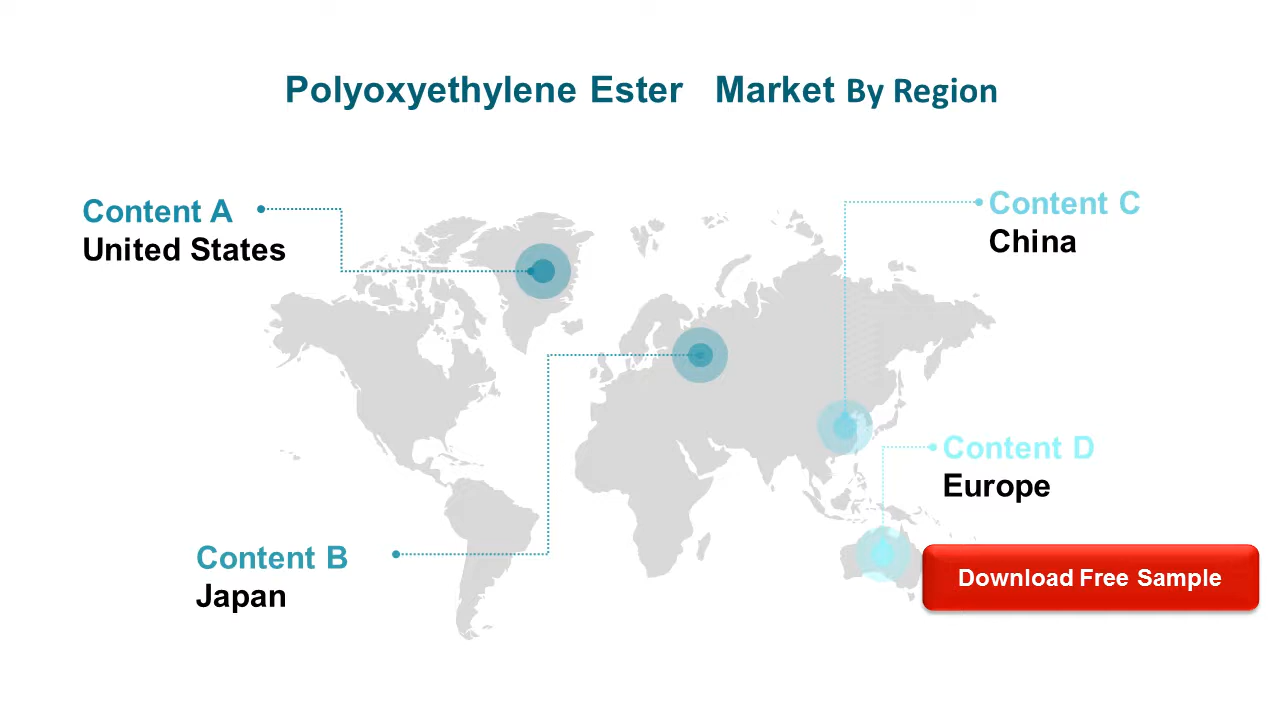 Polyoxyethylene Ester Market By Region
Content A
United States
Content C
China
Content D
Europe
Content B
Japan
Download Free Sample